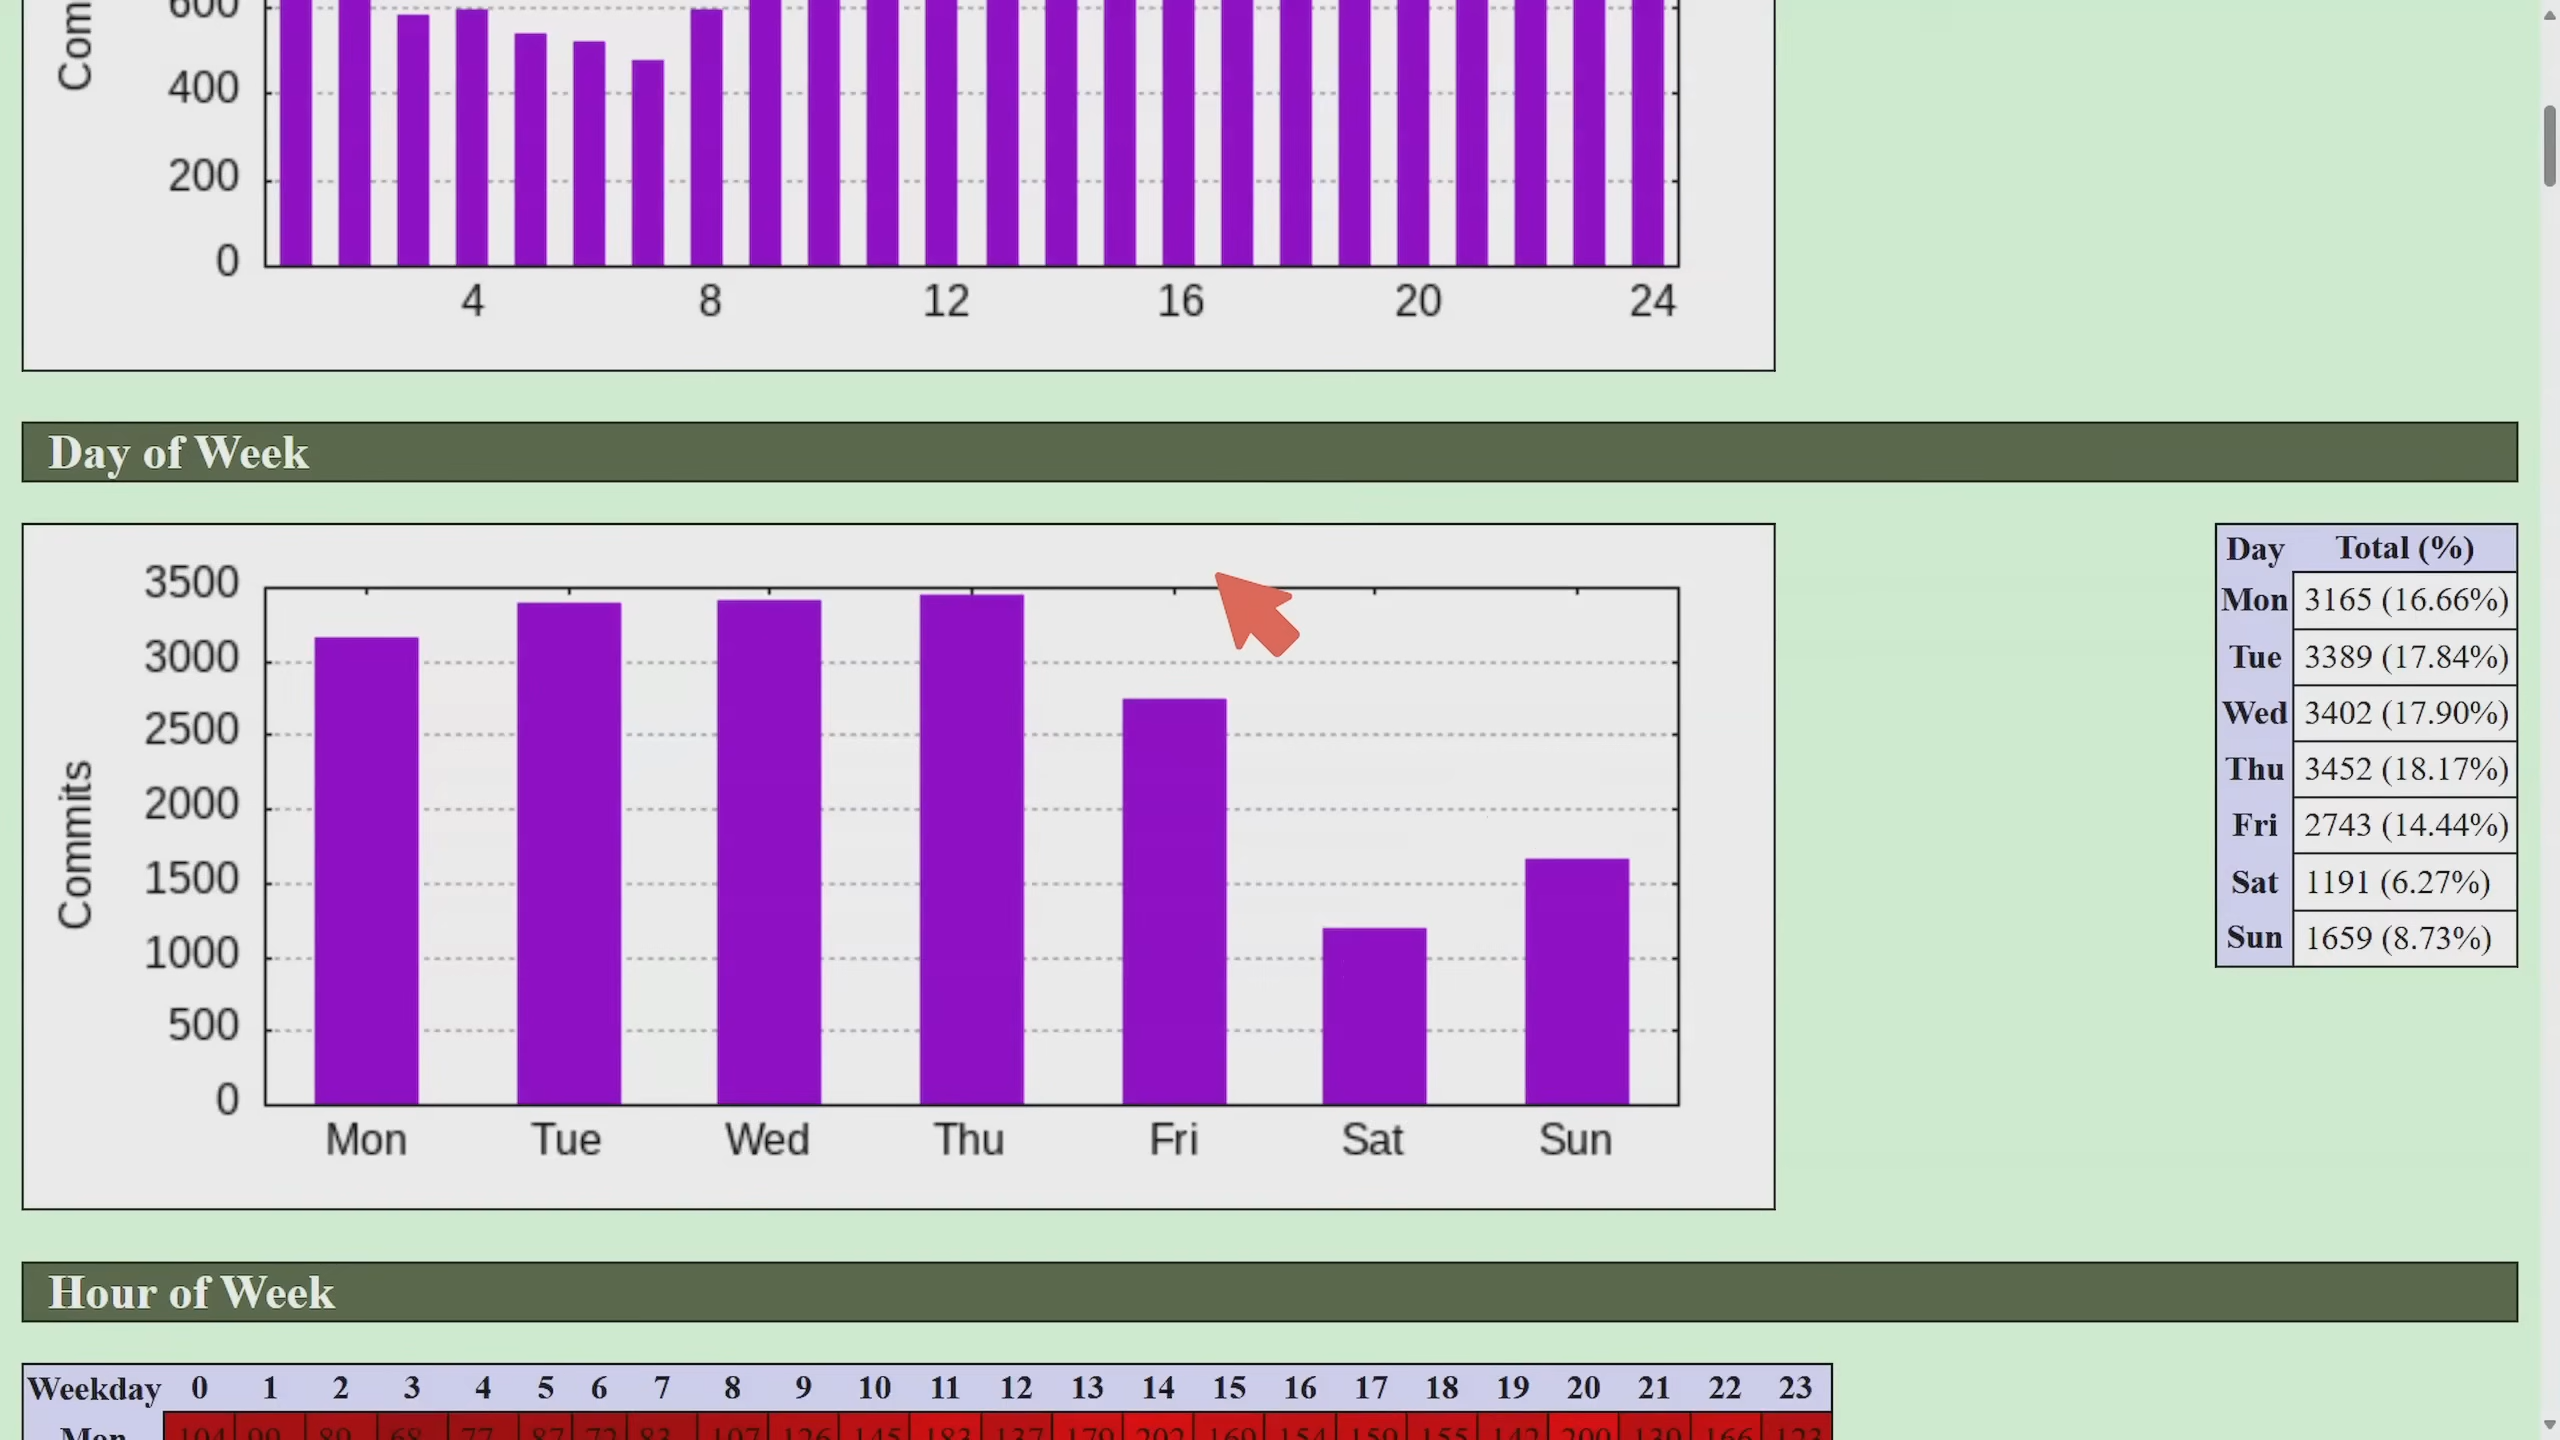 600
Com
400
200
0
4 8 12 16 20 24
Day of Week
3500
3000
2500
2000
1500
1000
500
0
Commits
Mon Tue Wed Thu Fri Sat Sun
Day Total (%)
Mon 3165 (16.66%)
Tue 3389 (17.84%)
Wed 3402 (17.90%)
Thu 3452 (18.17%)
Fri 2743 (14.44%)
Sat 1191 (6.27%)
Sun 1659 (8.73%)
Hour of Week
Weekday 0 1 2 3 4 5 6 7 8 9 10 11 12 13 14 15 16 17 18 19 20 21 22 23
Mon